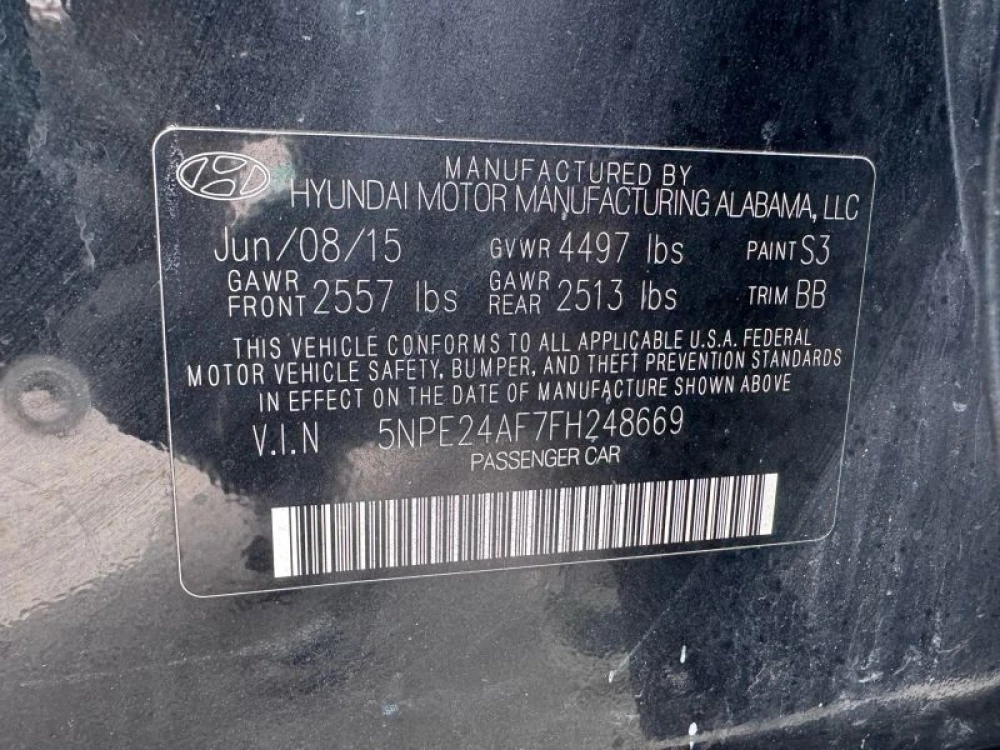 MANUFACTURED BY
HYUNDAI MOTOR MANUFACTURING ALABAMA, LLC
Jun/08/15 GVWR 4497 lbs PAINT S3
GAWR FRONT 2557 lbs GAWR REAR 2513 lbs TRIM BB
THIS VEHICLE CONFORMS TO ALL APPLICABLE U.S.A. FEDERAL
MOTOR VEHICLE SAFETY, BUMPER, AND THEFT PREVENTION STANDARDS
IN EFFECT ON THE DATE OF MANUFACTURE SHOWN ABOVE
V.I.N 5NPE24AF7FH248669
PASSENGER CAR